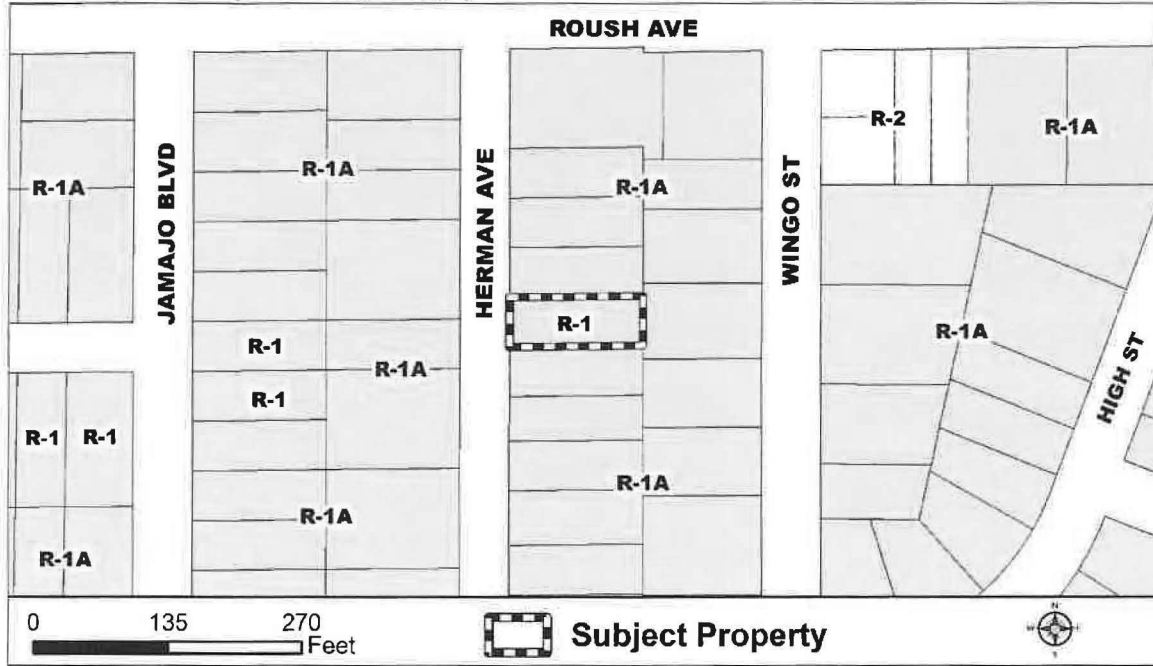 ROUSH AVE
R-2
R-1A
R-1A
R-1A
R-1A
JAMAJO BLVD
HERMAN AVE
WINGO ST
R-1
R-1A
R-1
R-1A
R-1
HIGH ST
R-1
R-1
R-1A
R-1A
R-1A
0 135 270
Feet
Subject Property
N
W E
S